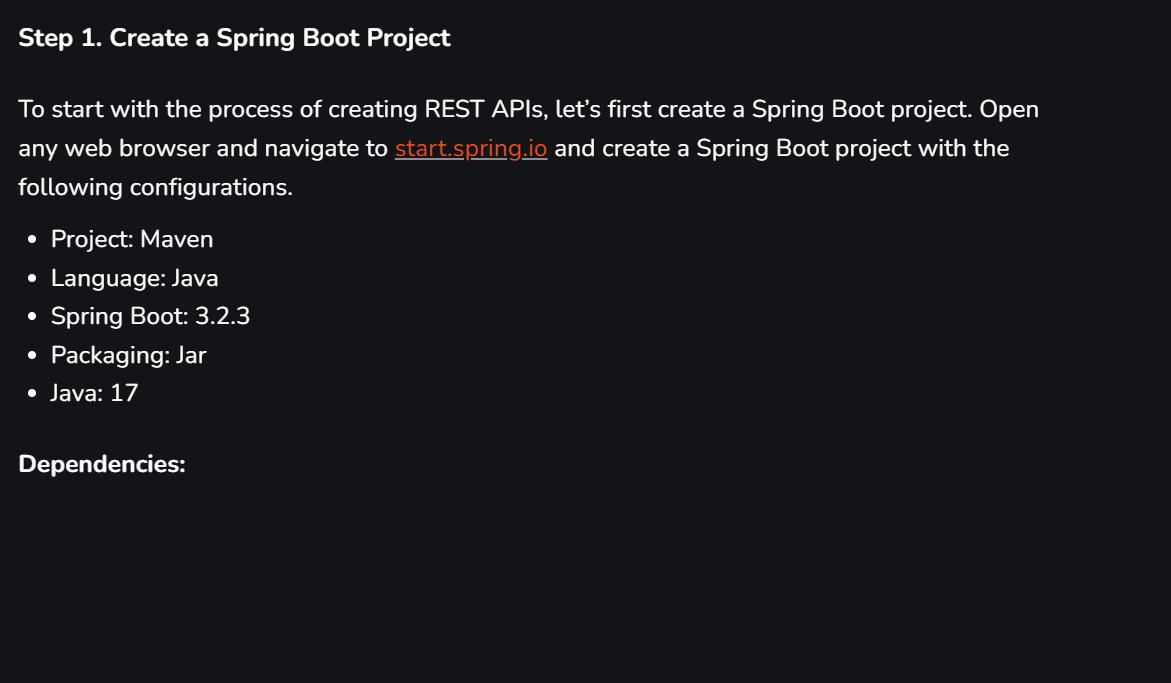 Step 1. Create a Spring Boot Project
To start with the process of creating REST APIs, let’s first create a Spring Boot project. Open
any web browser and navigate to start.spring.io and create a Spring Boot project with the
following configurations.
• Project: Maven
• Language: Java
• Spring Boot: 3.2.3
• Packaging: Jar
• Java: 17
Dependencies: